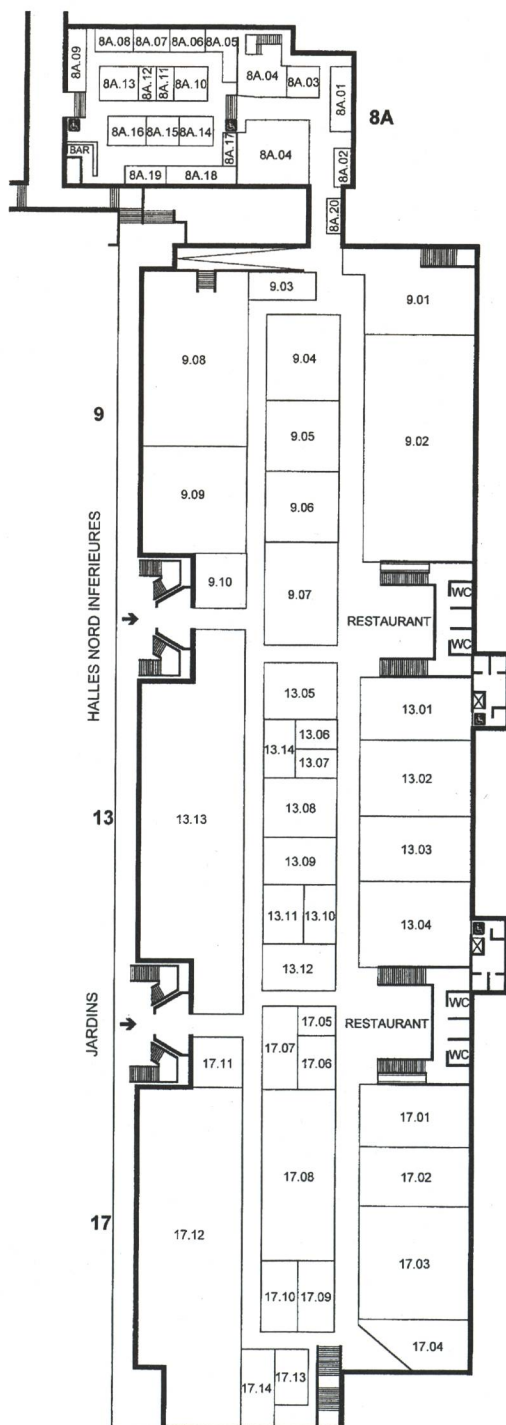 8A.09
8A.08 8A.07 8A.06 8A.05
8A.04 8A.03
8A.01
8A.13 8A.12 8A.11 8A.10
8A
8A.16 8A.15 8A.14
8A.17
BAR
8A.04
8A.02
8A.19 8A.18
8A.20
9.03
9.01
9.08
9.04
9
9.05
9.02
9.09
9.06
HALLES NORD INFERIEURES
9.10
9.07
RESTAURANT
WC
WC
13.05
13.01
13.14
13.06
13.07
13.02
13
13.13
13.08
13.09
13.03
13.11 13.10
13.04
13.12
JARDINS
17.07
17.05
RESTAURANT
WC
17.11
17.06
WC
17.01
17.08
17.02
17
17.12
17.03
17.10 17.09
17.04
17.14
17.13